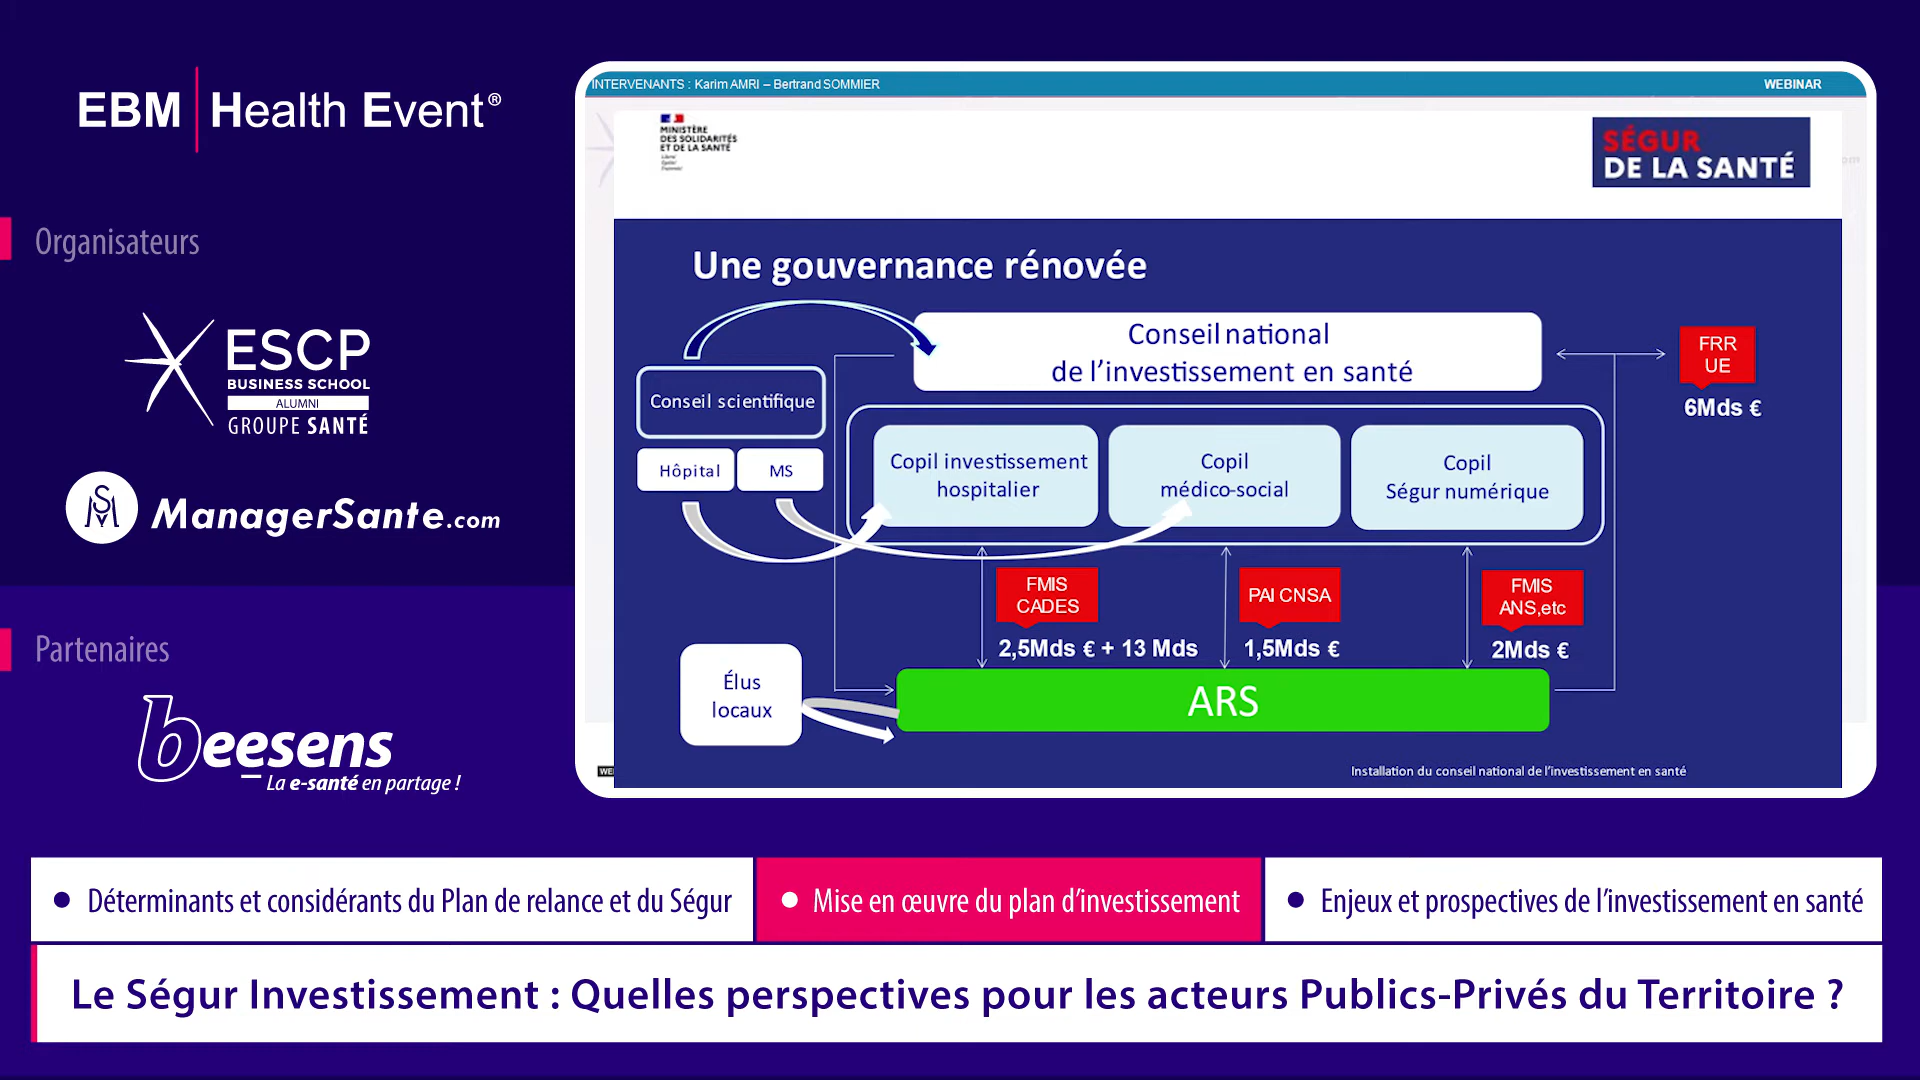 EBM Health Event®
Organisateurs
ESCP
BUSINESS SCHOOL
ALUMNI
GROUPE SANTÉ
ManagerSante.com
Partenaires
beesens
La e-santé en partage !
INTERVENANTS : Karim AMRI – Bertrand SOMMIER
WEBINAR
MINISTÈRE
DES SOLIDARITÉS
ET DE LA SANTÉ
Liberté
Égalité
Fraternité
SÉGUR
DE LA SANTÉ
Une gouvernance rénovée
Conseil national
de l'investissement en santé
FRR
UE
6Mds €
Conseil scientifique
Hôpital
MS
Copil investissement
hospitalier
Copil
médico-social
Copil
Ségur numérique
FMIS
CADES
2,5Mds € + 13 Mds
PAI CNSA
1,5Mds €
FMIS
ANS,etc
2Mds €
Élus
locaux
ARS
Installation du conseil national de l'investissement en santé
• Déterminants et considérants du Plan de relance et du Ségur
• Mise en œuvre du plan d'investissement
• Enjeux et prospectives de l'investissement en santé
Le Ségur Investissement : Quelles perspectives pour les acteurs Publics-Privés du Territoire ?